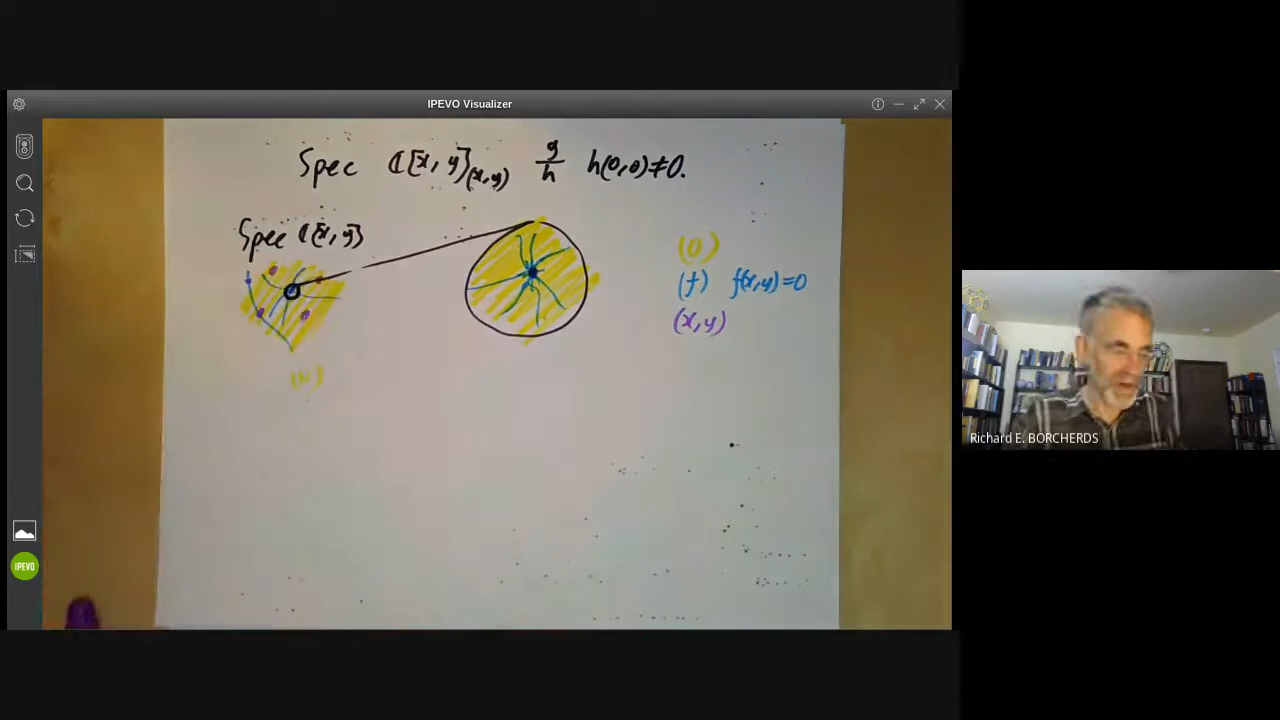 IPEVO Visualizer
Spec ℂ[x, y]_(x,y) g/h h(0,0)≠0.
Spec ℂ[x, y]
(0)
(f) f(x,y)=0
(x, y)
Richard E. BORCHERDS
IPEVO